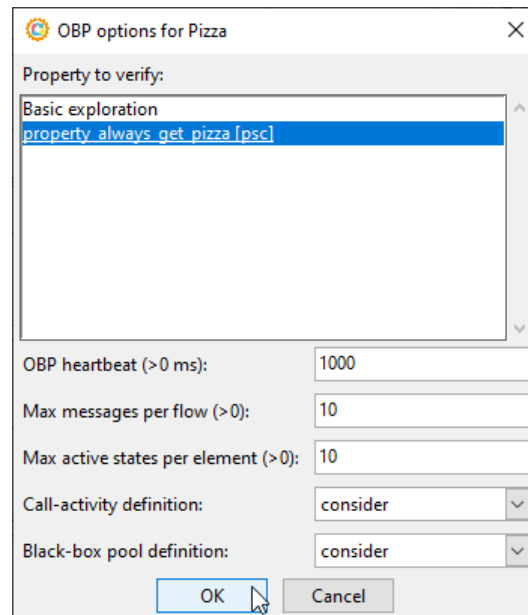 OBP options for Pizza
Property to verify:
Basic exploration
property_always_get_pizza [psc]
OBP heartbeat (>0 ms): 1000
Max messages per flow (>0): 10
Max active states per element (>0): 10
Call-activity definition: consider
Black-box pool definition: consider
OK Cancel